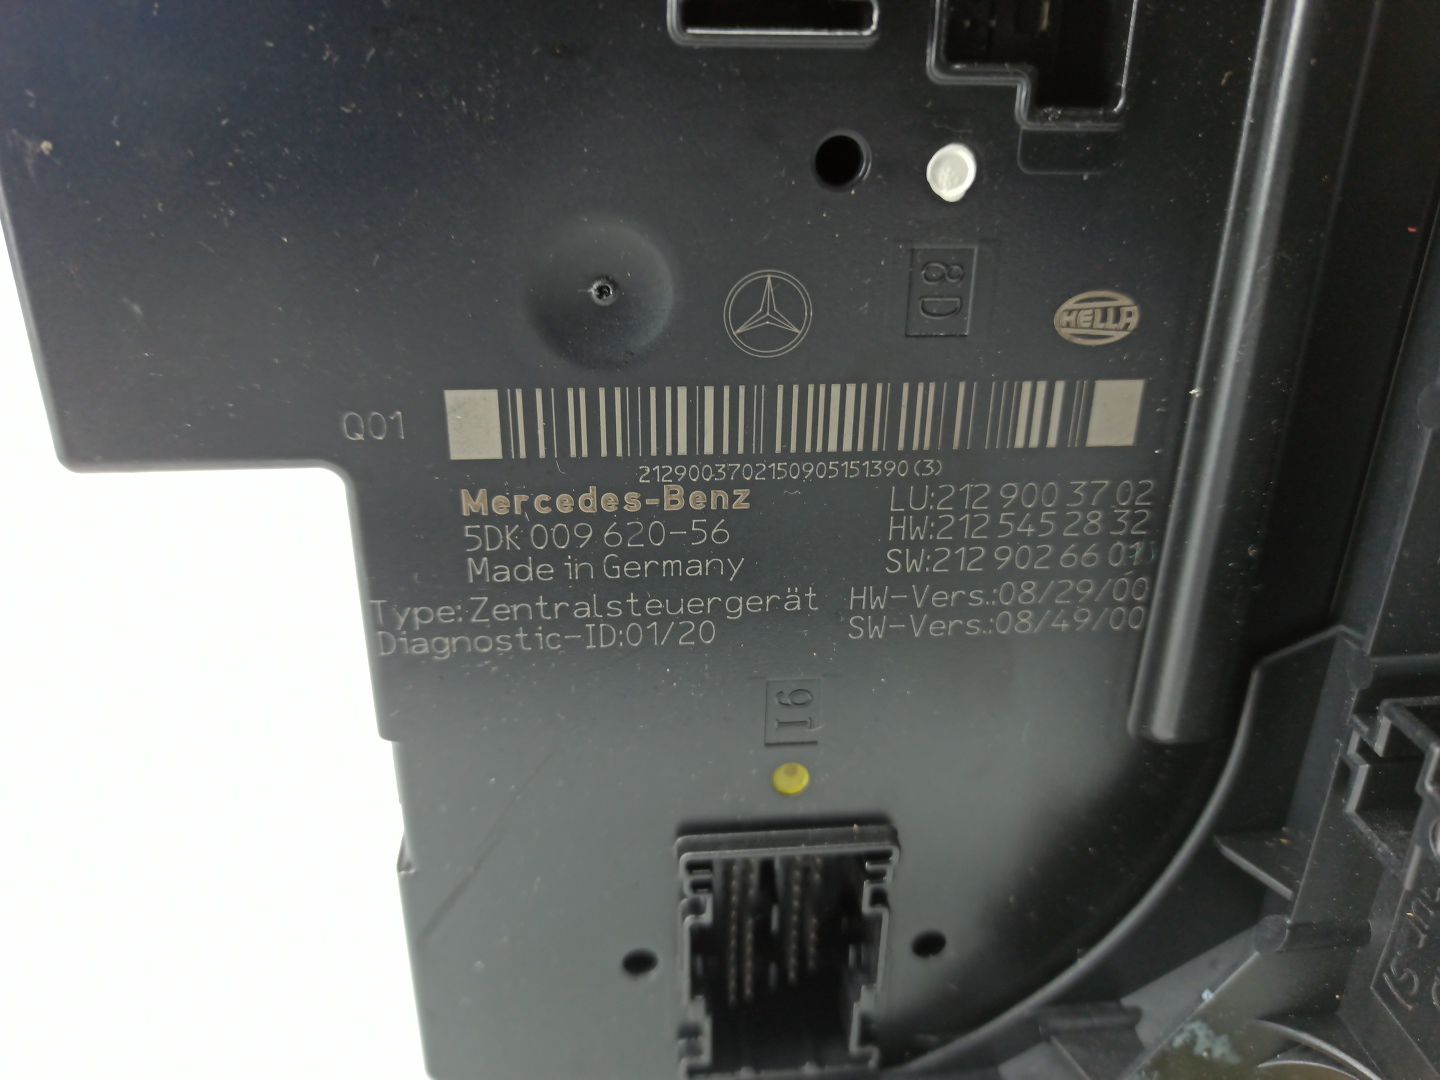 8D
HELLA
Q01
2129003702150905151390 (3)
Mercedes-Benz
LU:212 900 37 02
5DK 009 620-56
HW:212 545 28 32
Made in Germany
SW:212 902 66 01
Type: Zentralsteuergerät
HW-Vers.:08/29/00
Diagnostic-ID:01/20
SW-Vers.:08/49/00
I6